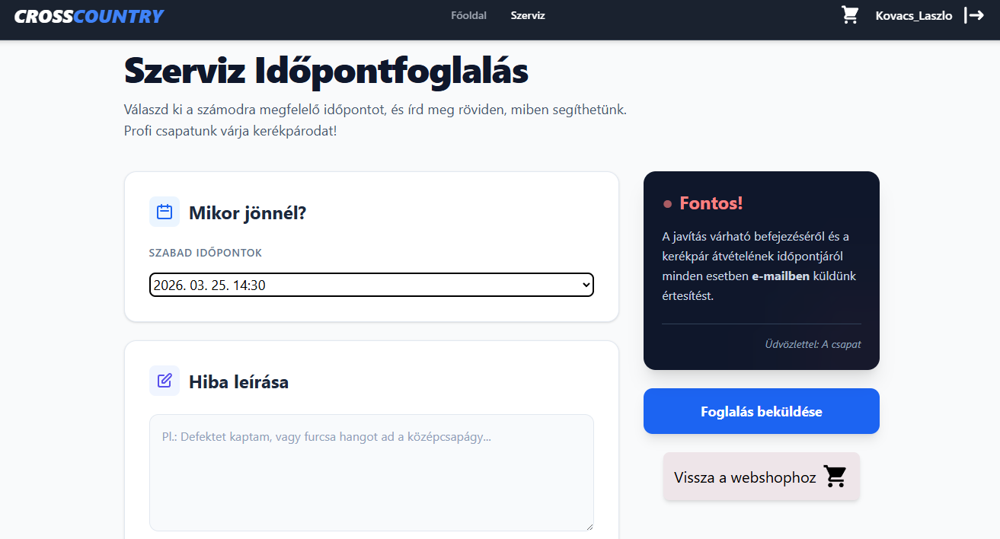 CROSSCOUNTRY
Főoldal
Szerviz
Kovacs_Laszlo
Szerviz Időpontfoglalás
Válaszd ki a számodra megfelelő időpontot, és írd meg röviden, miben segíthetünk.
Profi csapatunk várja kerékpárodat!
Mikor jönnél?
SZABAD IDŐPONTOK
2026. 03. 25. 14:30
Hiba leírása
Pl.: Defektet kaptam, vagy furcsa hangot ad a középcsapágy...
Fontos!
A javítás várható befejezéséről és a
kerékpár átvételének időpontjáról
minden esetben e-mailben küldünk
értesítést.
Üdvözlettel: A csapat
Foglalás beküldése
Vissza a webshophoz